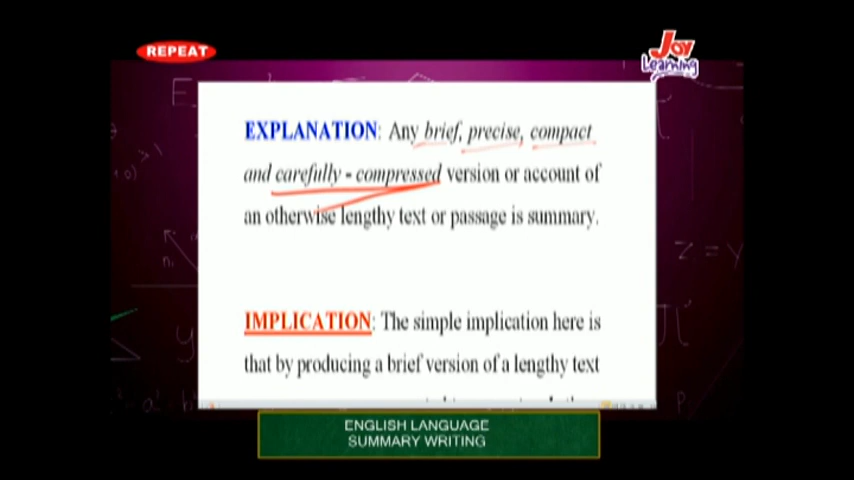 REPEAT
Joy
Learning
EXPLANATION: Any brief, precise, compact
and carefully - compressed version or account of
an otherwise lengthy text or passage is summary.
IMPLICATION: The simple implication here is
that by producing a brief version of a lengthy text
ENGLISH LANGUAGE
SUMMARY WRITING